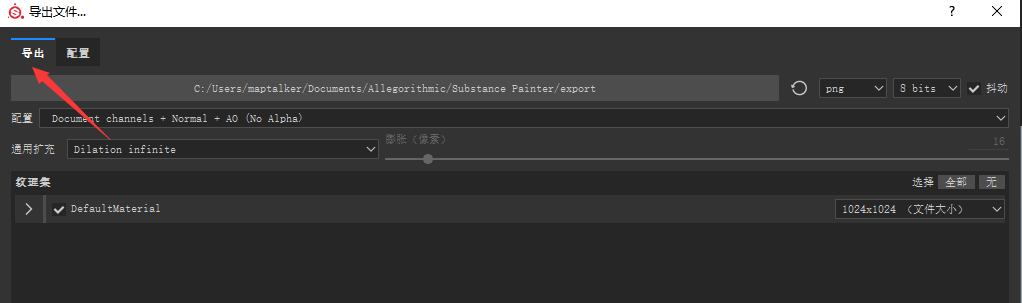 导出文件...
导出 配置
C:/Users/maptalker/Documents/Allegorithmic/Substance Painter/export png 8 bits 抖动
配置 Document channels + Normal + AO (No Alpha)
通用扩充 Dilation infinite 膨胀（像素） 16
纹理集 选择 全部 无
DefaultMaterial 1024x1024 （文件大小）